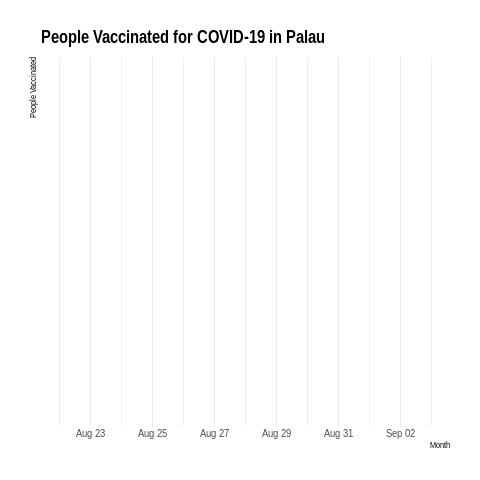 People Vaccinated for COVID-19 in Palau
People Vaccinated
Aug 23 Aug 25 Aug 27 Aug 29 Aug 31 Sep 02
Month